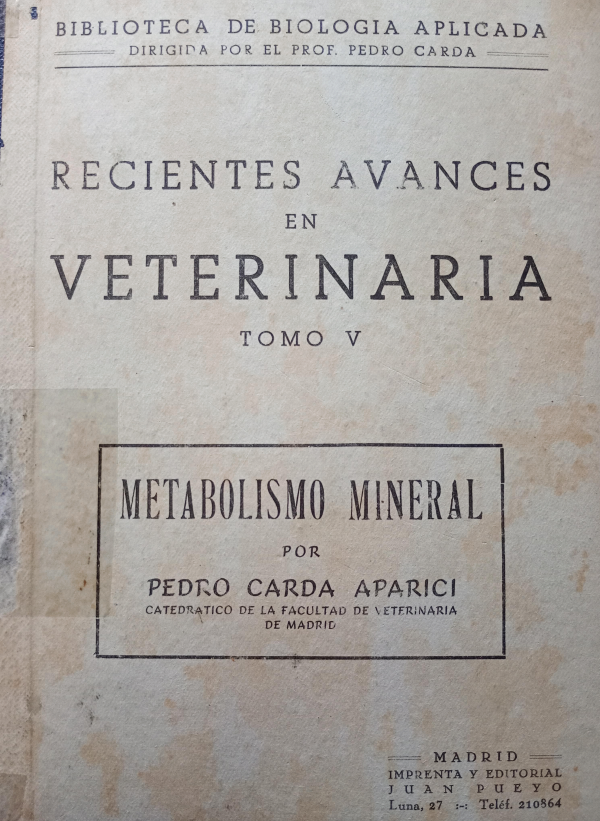 BIBLIOTECA DE BIOLOGIA APLICADA
DIRIGIDA POR EL PROF. PEDRO CARDA
RECIENTES AVANCES
EN
VETERINARIA
TOMO V
METABOLISMO MINERAL
POR
PEDRO CARDA APARICI
CATEDRATICO DE LA FACULTAD DE VETERINARIA
DE MADRID
MADRID
IMPRENTA Y EDITORIAL
JUAN PUEYO
Luna, 27 :-: Teléf. 210864